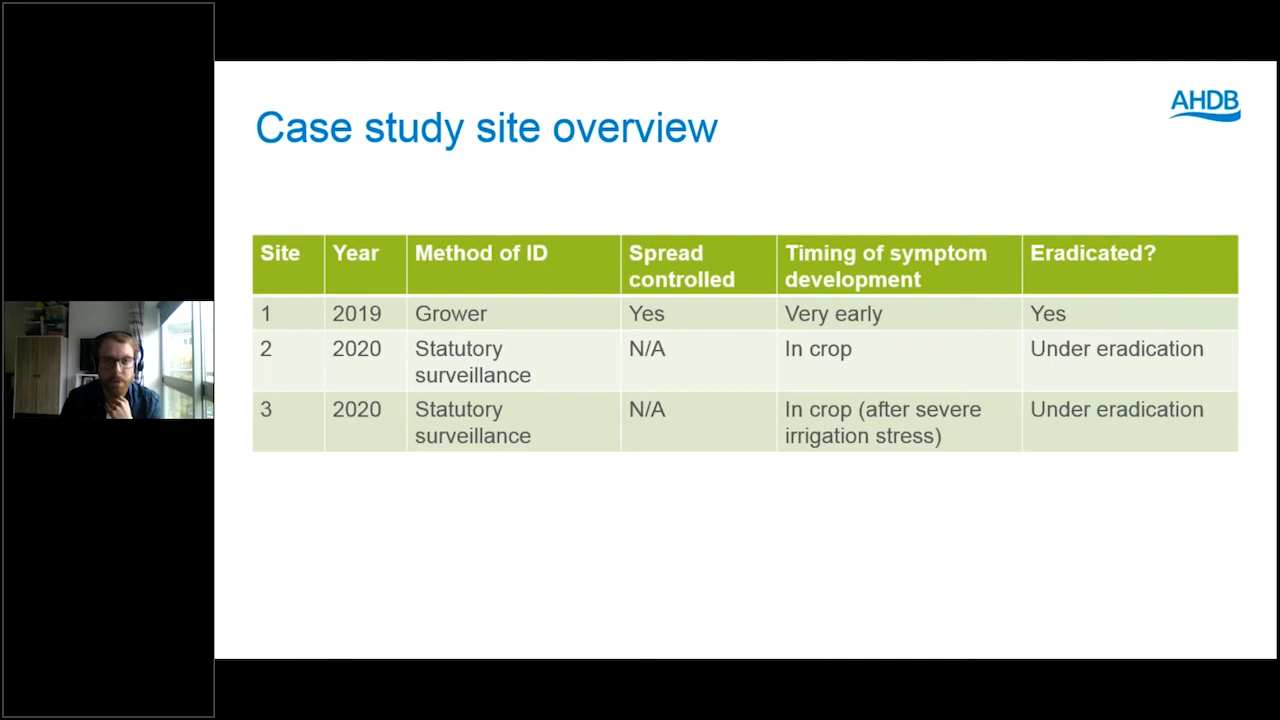 AHDB
Case study site overview
Site Year Method of ID Spread controlled Timing of symptom development Eradicated?
1 2019 Grower Yes Very early Yes
2 2020 Statutory surveillance N/A In crop Under eradication
3 2020 Statutory surveillance N/A In crop (after severe irrigation stress) Under eradication